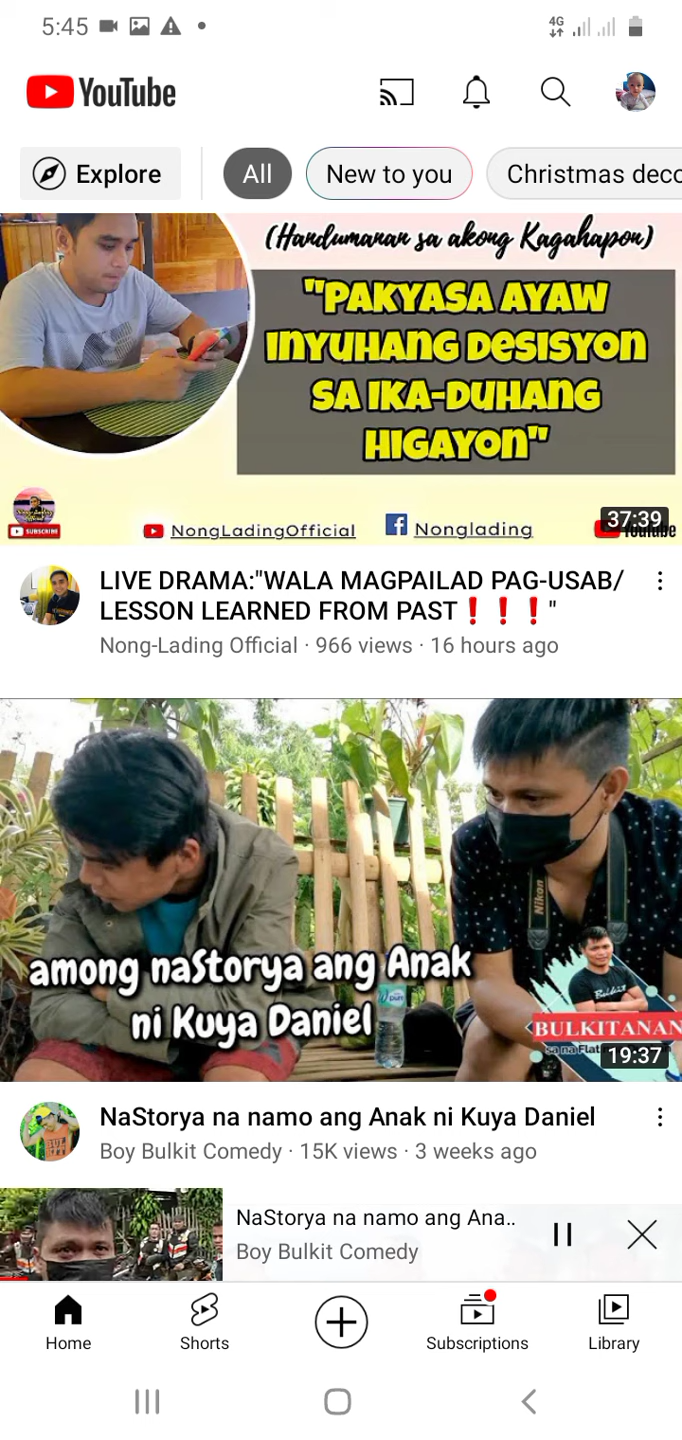 5:45
4G
YouTube
Explore
All
New to you
Christmas deco
(Handumanan sa akong Kagahapon)
"PAKYASA AYAW
INYUHANG DESISYON
SA IKA-DUHANG
HIGAYON"
SUBSCRIBE
NongLadingOfficial
Nonglading
YouTube
37:39
LIVE DRAMA:"WALA MAGPAILAD PAG-USAB/
LESSON LEARNED FROM PAST❗❗❗"
Nong-Lading Official · 966 views · 16 hours ago
Nikon
among naStorya ang Anak
ni Kuya Daniel
BULKITANAN
19:37
NaStorya na namo ang Anak ni Kuya Daniel
Boy Bulkit Comedy · 15K views · 3 weeks ago
NaStorya na namo ang Ana..
Boy Bulkit Comedy
Home
Shorts
Subscriptions
Library